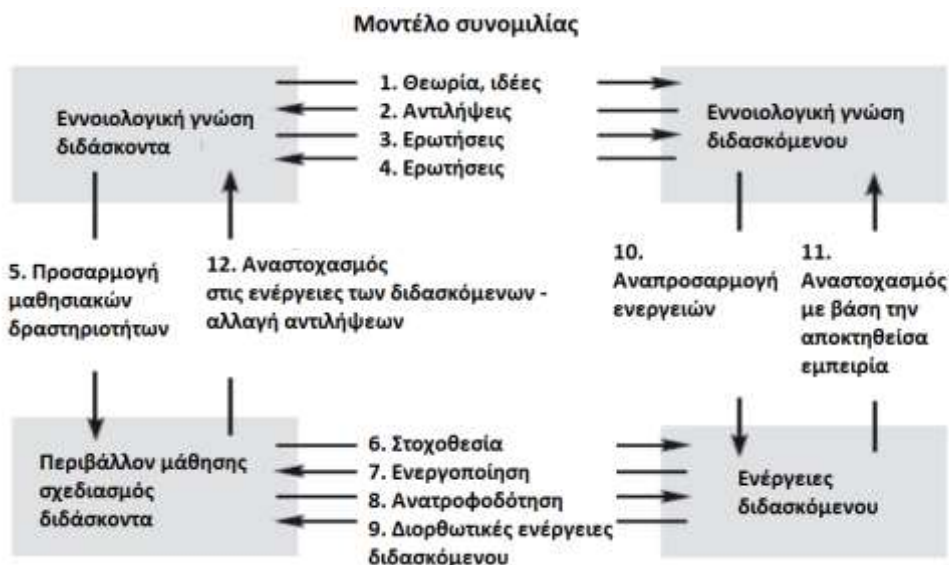 Μοντέλο συνομιλίας
Εννοιολογική γνώση
διδάσκοντα
1. Θεωρία, ιδέες
2. Αντιλήψεις
3. Ερωτήσεις
4. Ερωτήσεις
Εννοιολογική γνώση
διδασκόμενου
5. Προσαρμογή
μαθησιακών
δραστηριοτήτων
12. Αναστοχασμός
στις ενέργειες των διδασκόμενων -
αλλαγή αντιλήψεων
10.
Αναπροσαρμογή
ενεργειών
11.
Αναστοχασμός
με βάση την
αποκτηθείσα
εμπειρία
Περιβάλλον μάθησης
σχεδιασμός
διδάσκοντα
6. Στοχοθεσία
7. Ενεργοποίηση
8. Ανατροφοδότηση
9. Διορθωτικές ενέργειες
διδασκόμενου
Ενέργειες
διδασκόμενου